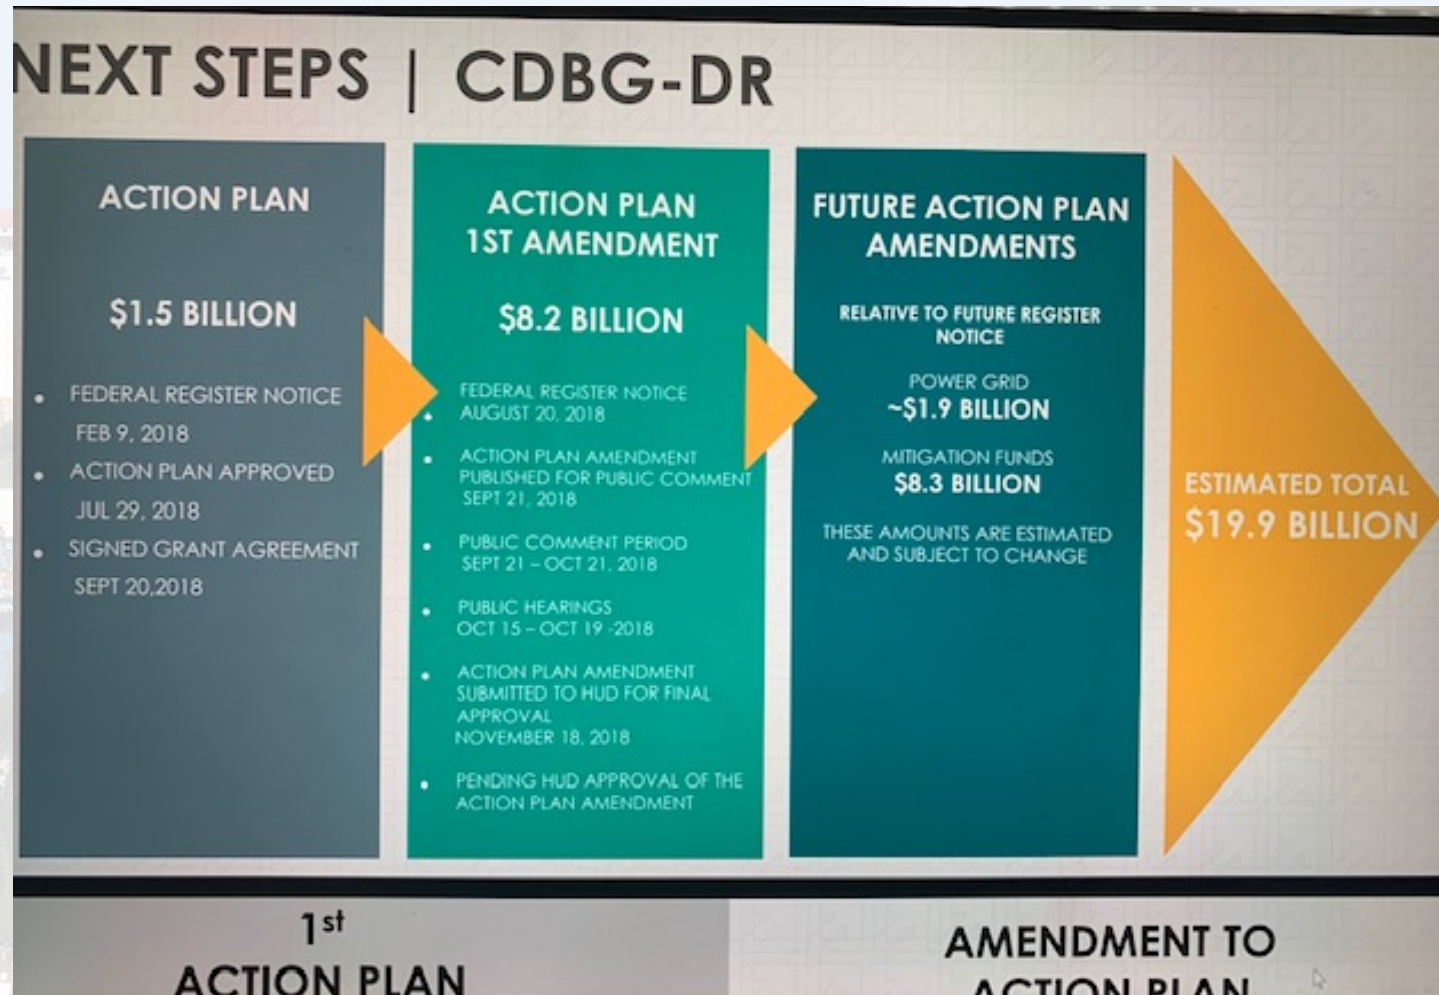 NEXT STEPS | CDBG-DR
ACTION PLAN
$1.5 BILLION
• FEDERAL REGISTER NOTICE
FEB 9, 2018
• ACTION PLAN APPROVED
JUL 29, 2018
• SIGNED GRANT AGREEMENT
SEPT 20,2018
ACTION PLAN
1ST AMENDMENT
$8.2 BILLION
FEDERAL REGISTER NOTICE
• AUGUST 20, 2018
• ACTION PLAN AMENDMENT
PUBLISHED FOR PUBLIC COMMENT
SEPT 21, 2018
• PUBLIC COMMENT PERIOD
SEPT 21 – OCT 21, 2018
• PUBLIC HEARINGS
OCT 15 – OCT 19 -2018
• ACTION PLAN AMENDMENT
SUBMITTED TO HUD FOR FINAL
APPROVAL
NOVEMBER 18, 2018
• PENDING HUD APPROVAL OF THE
ACTION PLAN AMENDMENT
FUTURE ACTION PLAN
AMENDMENTS
RELATIVE TO FUTURE REGISTER
NOTICE
POWER GRID
~$1.9 BILLION
MITIGATION FUNDS
$8.3 BILLION
THESE AMOUNTS ARE ESTIMATED
AND SUBJECT TO CHANGE
ESTIMATED TOTAL
$19.9 BILLION
1st
ACTION PLAN
AMENDMENT TO
ACTION PLAN